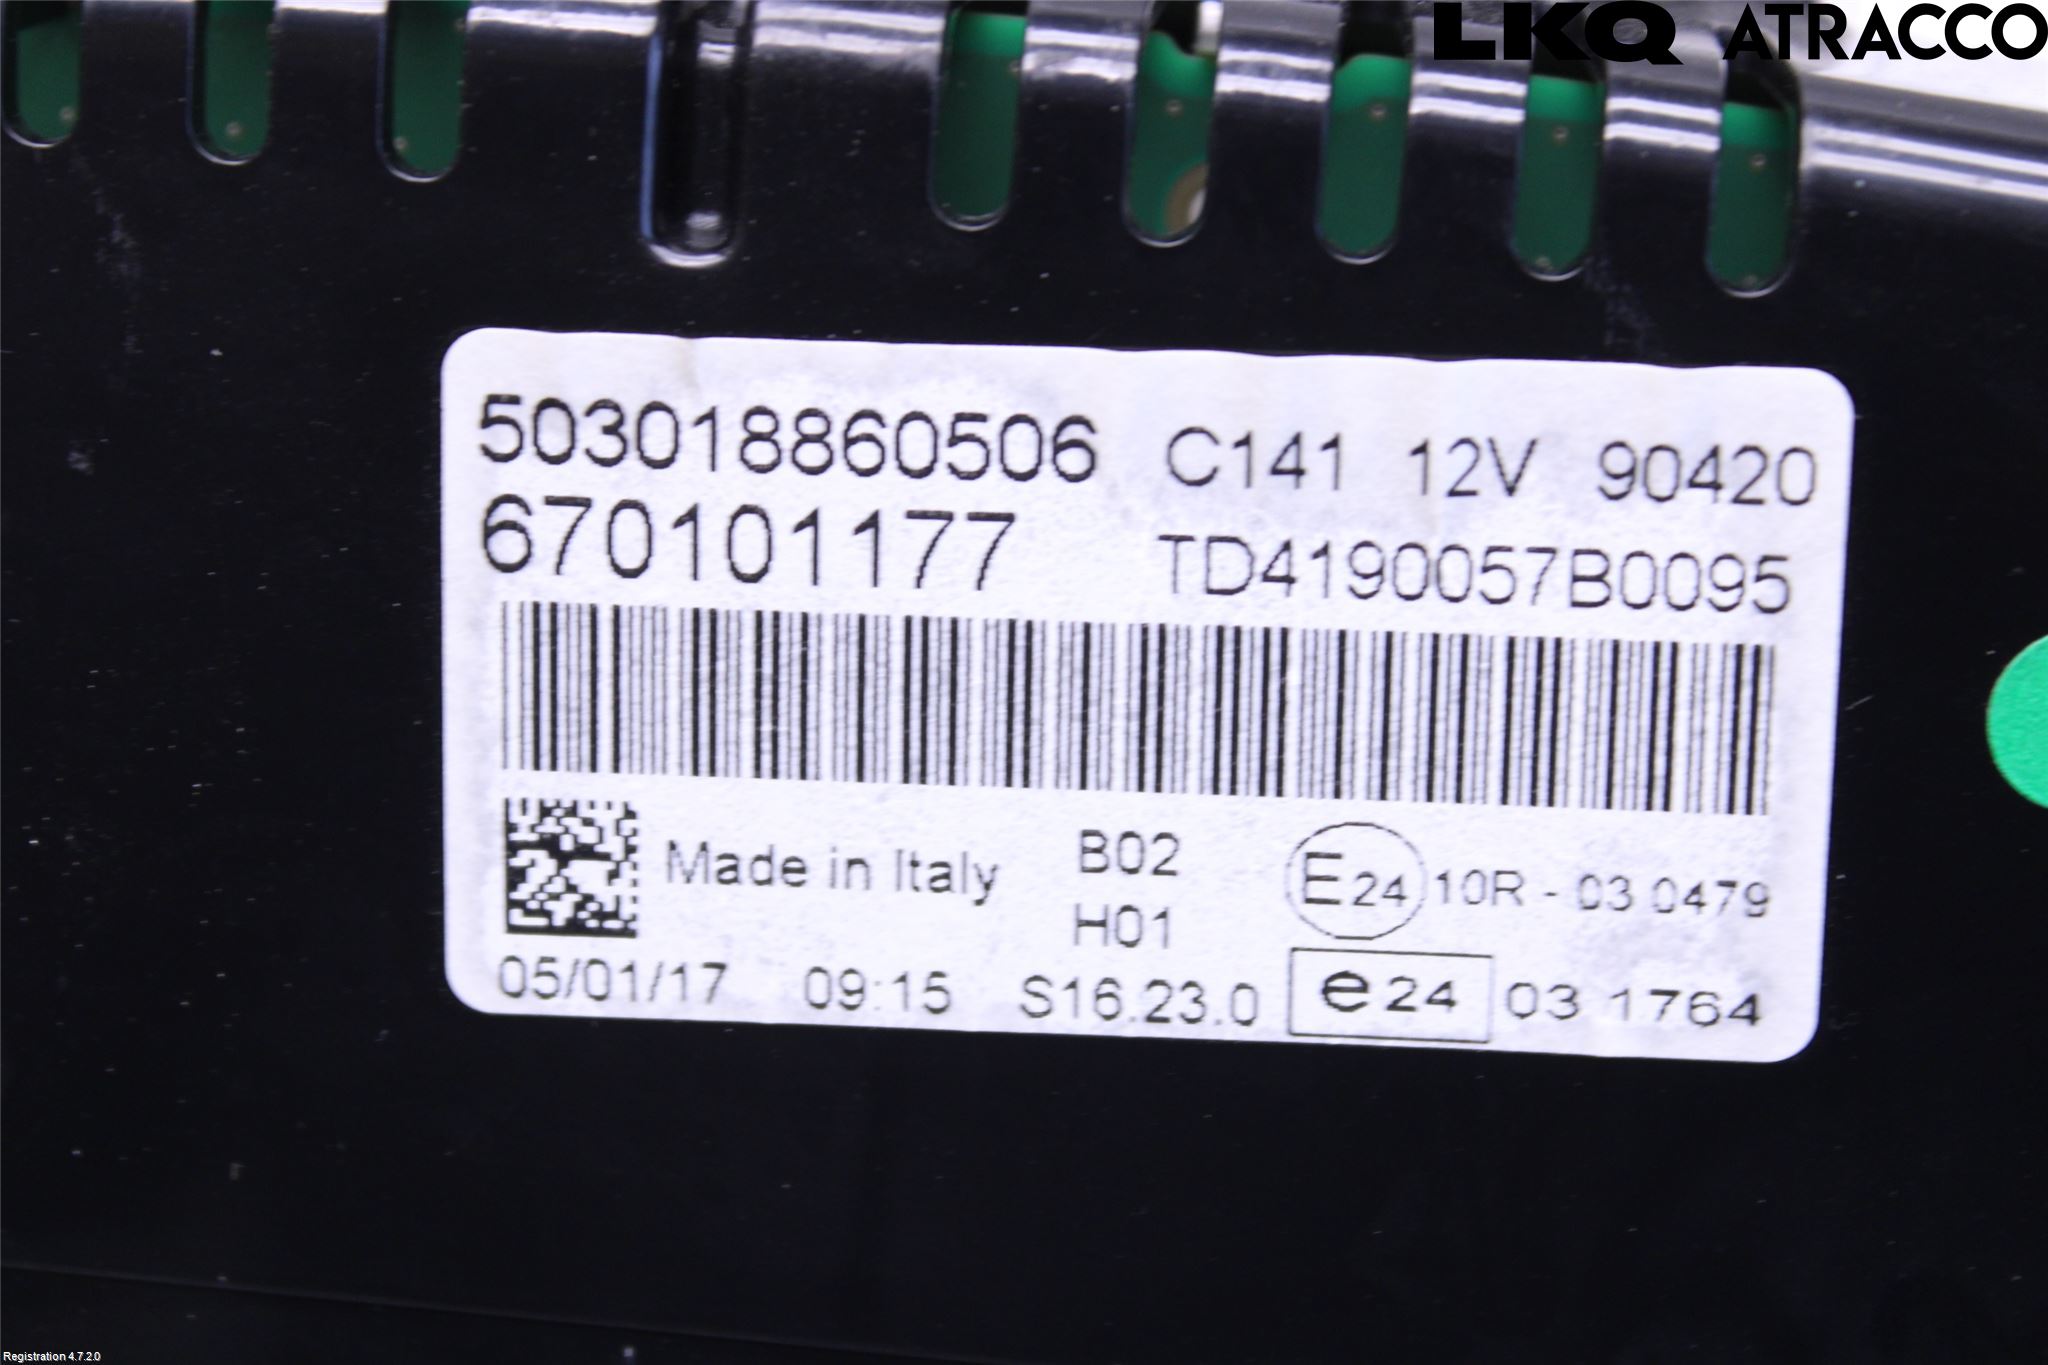 LKQ ATRACCO
503018860506 C141 12V 90420
670101177 TD4190057B0095
Made in Italy B02 E24 10R - 03 0479
H01
05/01/17 09:15 S16.23.0 e24 03 1764
Registration 4.7.2.0